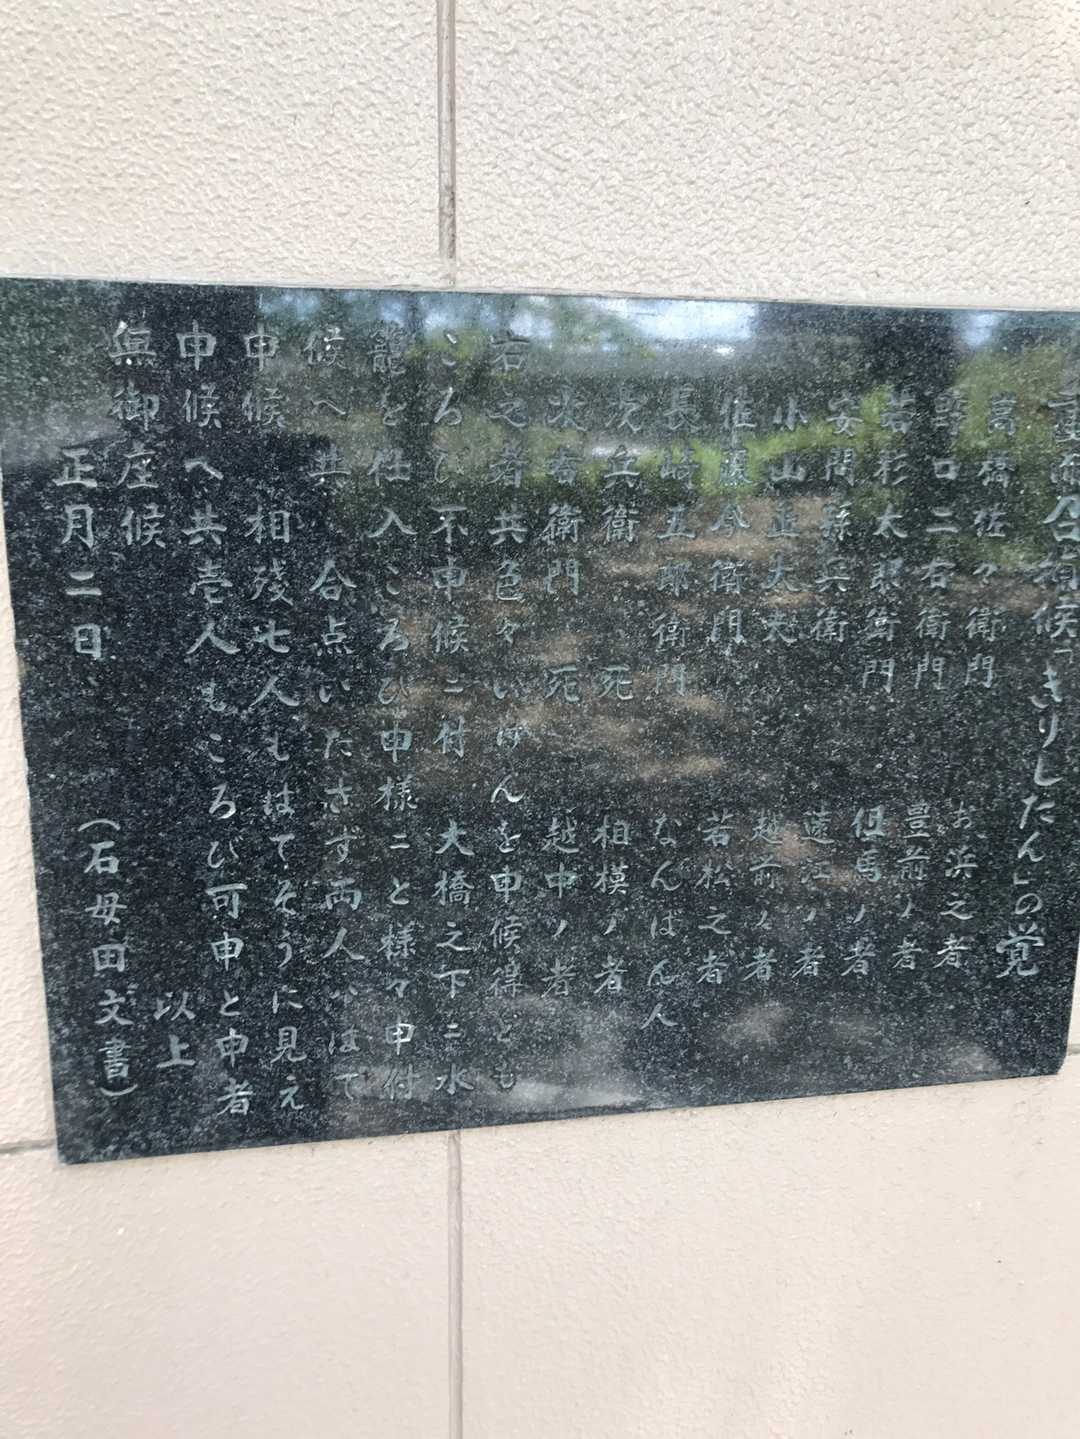 重而合宿候「きりしたん」の覚
高橋佐々衛門 お浜之者
野口二右衛門 豊前ノ者
若杉太郎衛門 但馬ノ者
安間孫兵衛 遠江ノ者
小山正太夫 越前ノ者
佐藤今衛門 若松之者
長崎五郎衛門 なんばん人
次兵衛 死 相模ノ者
次右衛門 死 越中ノ者
右之者共色々いけんを申候得ども
ころび不申候ニ付 大橋之下ニ水
籠を仕入ころび申様ニと様々申付
候へ共 合点いたさず両人ハはて
申候 相残七人もはてそうに見え
申候へ共壱人もころび可申と申者
無御座候 以上
正月二日 (石母田文書)